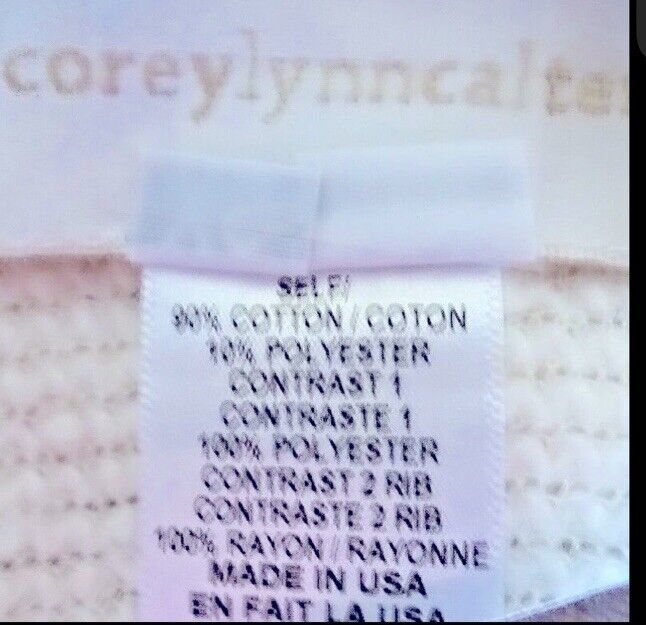 coreylynncalter
SELF/
90% COTTON / COTON
10% POLYESTER
CONTRAST 1
CONTRASTE 1
100% POLYESTER
CONTRAST 2 RIB
CONTRASTE 2 RIB
100% RAYON / RAYONNE
MADE IN USA
EN FAIT LA USA